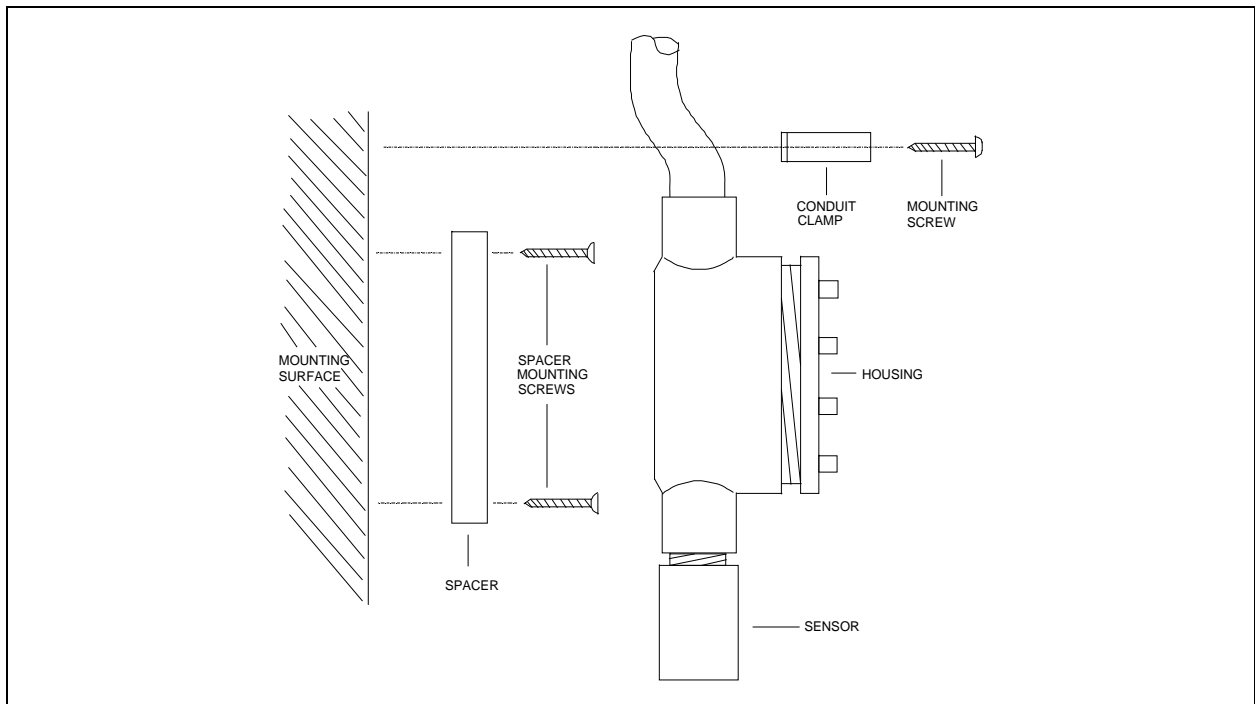 CONDUIT
CLAMP
MOUNTING
SCREW
MOUNTING
SURFACE
SPACER
MOUNTING
SCREWS
HOUSING
SPACER
SENSOR